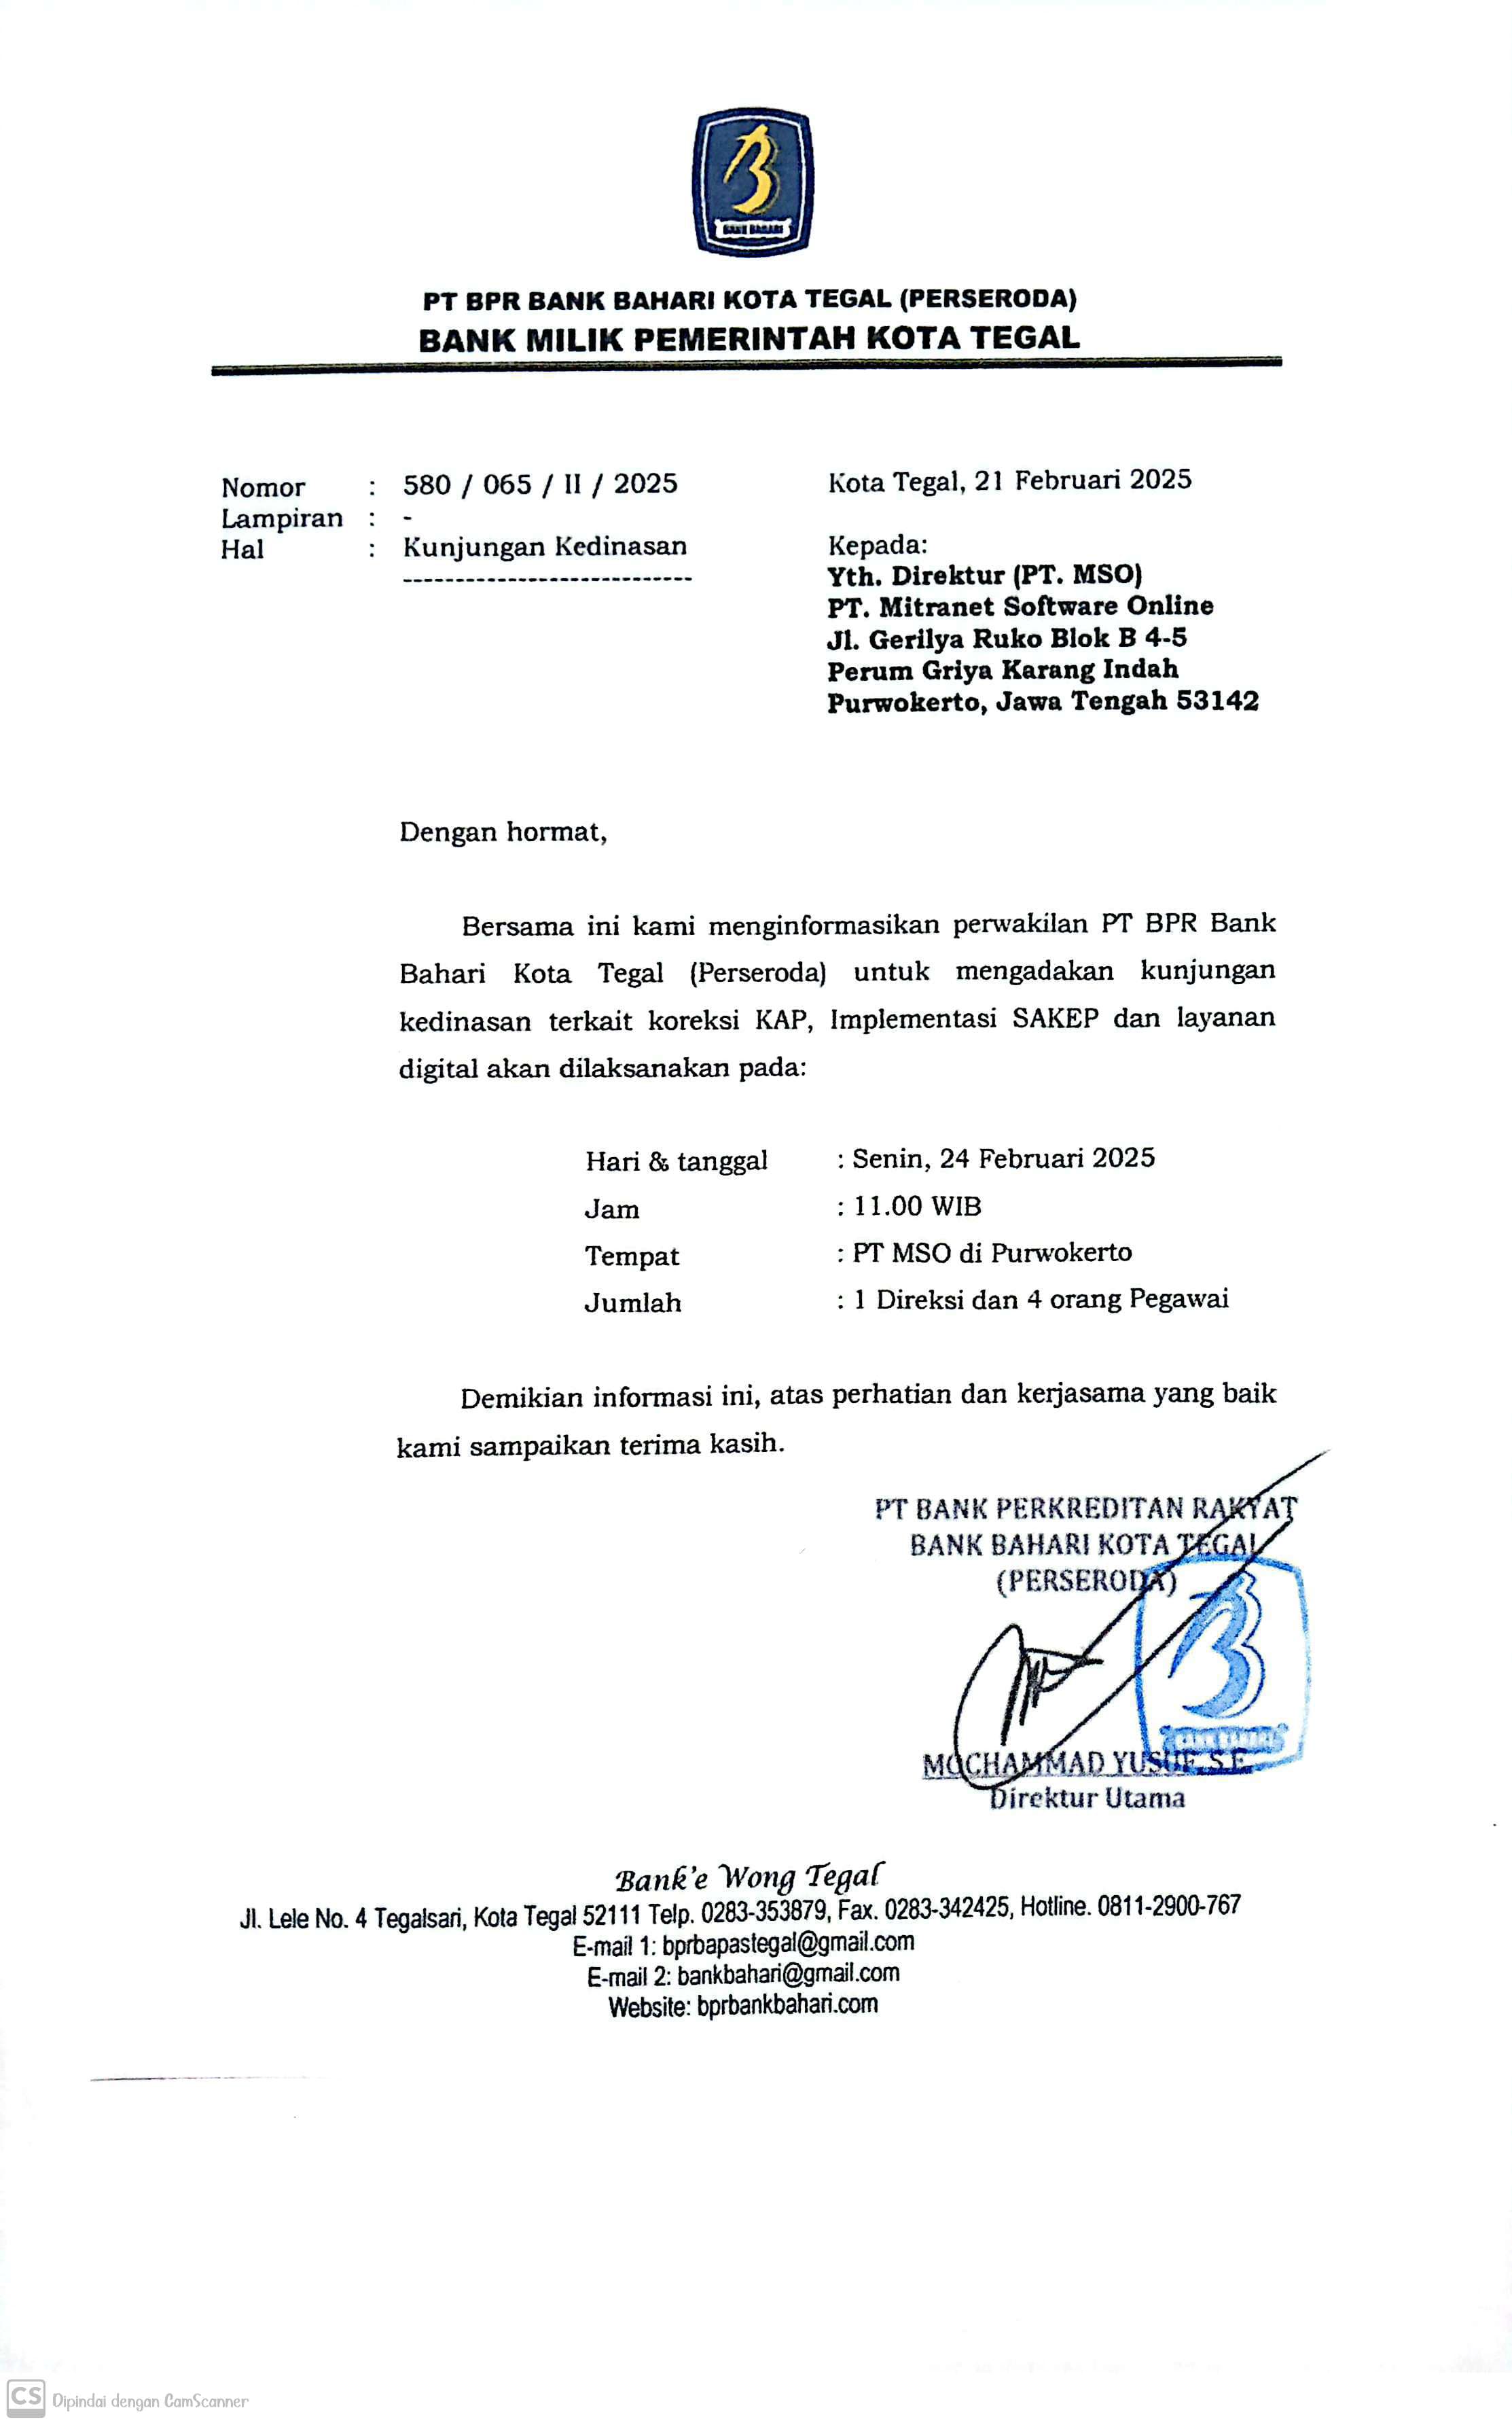 BANK BAHARI
PT BPR BANK BAHARI KOTA TEGAL (PERSERODA)
BANK MILIK PEMERINTAH KOTA TEGAL
Nomor : 580 / 065 / II / 2025
Lampiran : -
Hal : Kunjungan Kedinasan
----------------------------
Kota Tegal, 21 Februari 2025
Kepada:
Yth. Direktur (PT. MSO)
PT. Mitranet Software Online
Jl. Gerilya Ruko Blok B 4-5
Perum Griya Karang Indah
Purwokerto, Jawa Tengah 53142
Dengan hormat,
Bersama ini kami menginformasikan perwakilan PT BPR Bank
Bahari Kota Tegal (Perseroda) untuk mengadakan kunjungan
kedinasan terkait koreksi KAP, Implementasi SAKEP dan layanan
digital akan dilaksanakan pada:
Hari & tanggal : Senin, 24 Februari 2025
Jam : 11.00 WIB
Tempat : PT MSO di Purwokerto
Jumlah : 1 Direksi dan 4 orang Pegawai
Demikian informasi ini, atas perhatian dan kerjasama yang baik
kami sampaikan terima kasih.
PT BANK PERKREDITAN RAKYAT
BANK BAHARI KOTA TEGAL
(PERSERODA)
BANK BAHARI
MOCHAMMAD YUSUF, S.E.
Direktur Utama
Bank'e Wong Tegal
Jl. Lele No. 4 Tegalsari, Kota Tegal 52111 Telp. 0283-353879, Fax. 0283-342425, Hotline. 0811-2900-767
E-mail 1: bprbapastegal@gmail.com
E-mail 2: bankbahari@gmail.com
Website: bprbankbahari.com
CS Dipindai dengan CamScanner